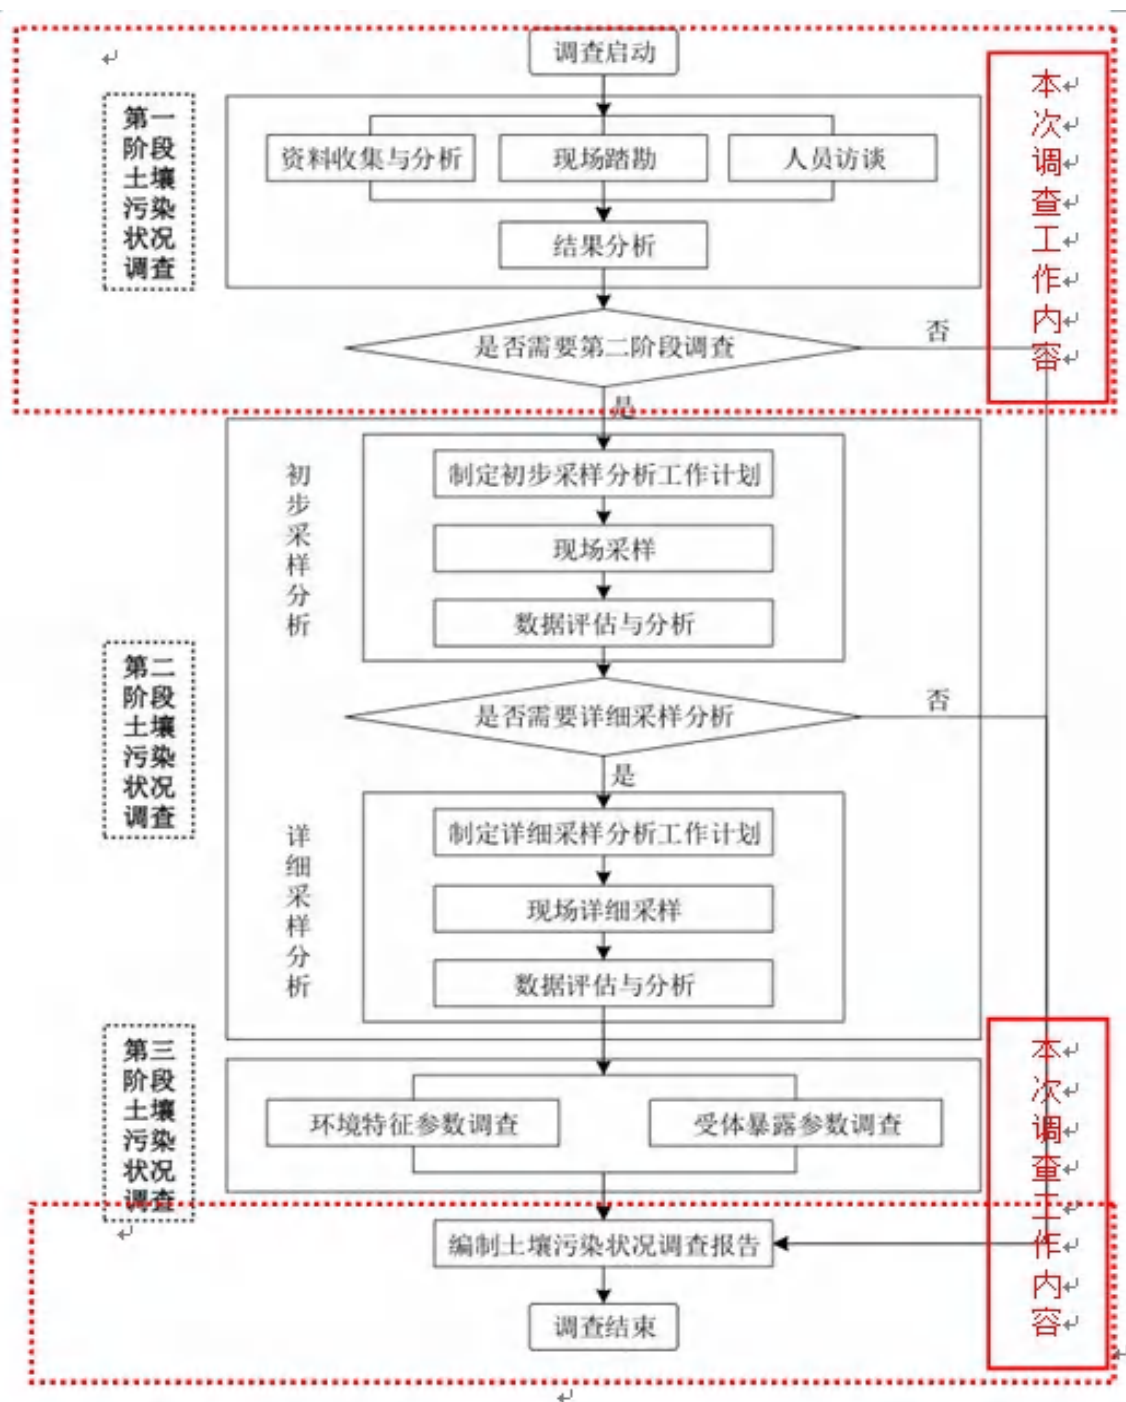 调查启动
第一
阶段
土壤
污染
状况
调查
资料收集与分析
现场踏勘
人员访谈
结果分析
是否需要第二阶段调查
否
是
本
次
调
查
工
作
内
容
初
步
采
样
分
析
制定初步采样分析工作计划
现场采样
数据评估与分析
第二
阶段
土壤
污染
状况
调查
是否需要详细采样分析
否
是
详
细
采
样
分
析
制定详细采样分析工作计划
现场详细采样
数据评估与分析
第三
阶段
土壤
污染
状况
调查
环境特征参数调查
受体暴露参数调查
本
次
调
查
工
作
内
容
编制土壤污染状况调查报告
调查结束